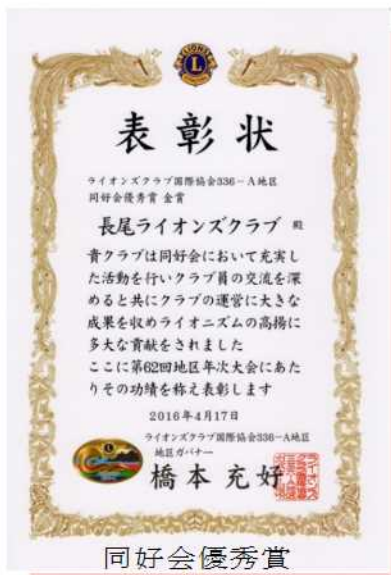 表彰状
ライオンズクラブ国際協会336-A地区
同好会優秀賞 金賞
長尾ライオンズクラブ 殿
貴クラブは同好会において充実し
た活動を行いクラブ員の交流を深
めると共にクラブの運営に大きな
成果を収めライオニズムの高揚に
多大な貢献をされました
ここに第62回地区年次大会にあた
りその功績を称え表彰します
2016年4月17日
ライオンズクラブ国際協会336-A地区
地区ガバナー
橋本充好
同好会優秀賞